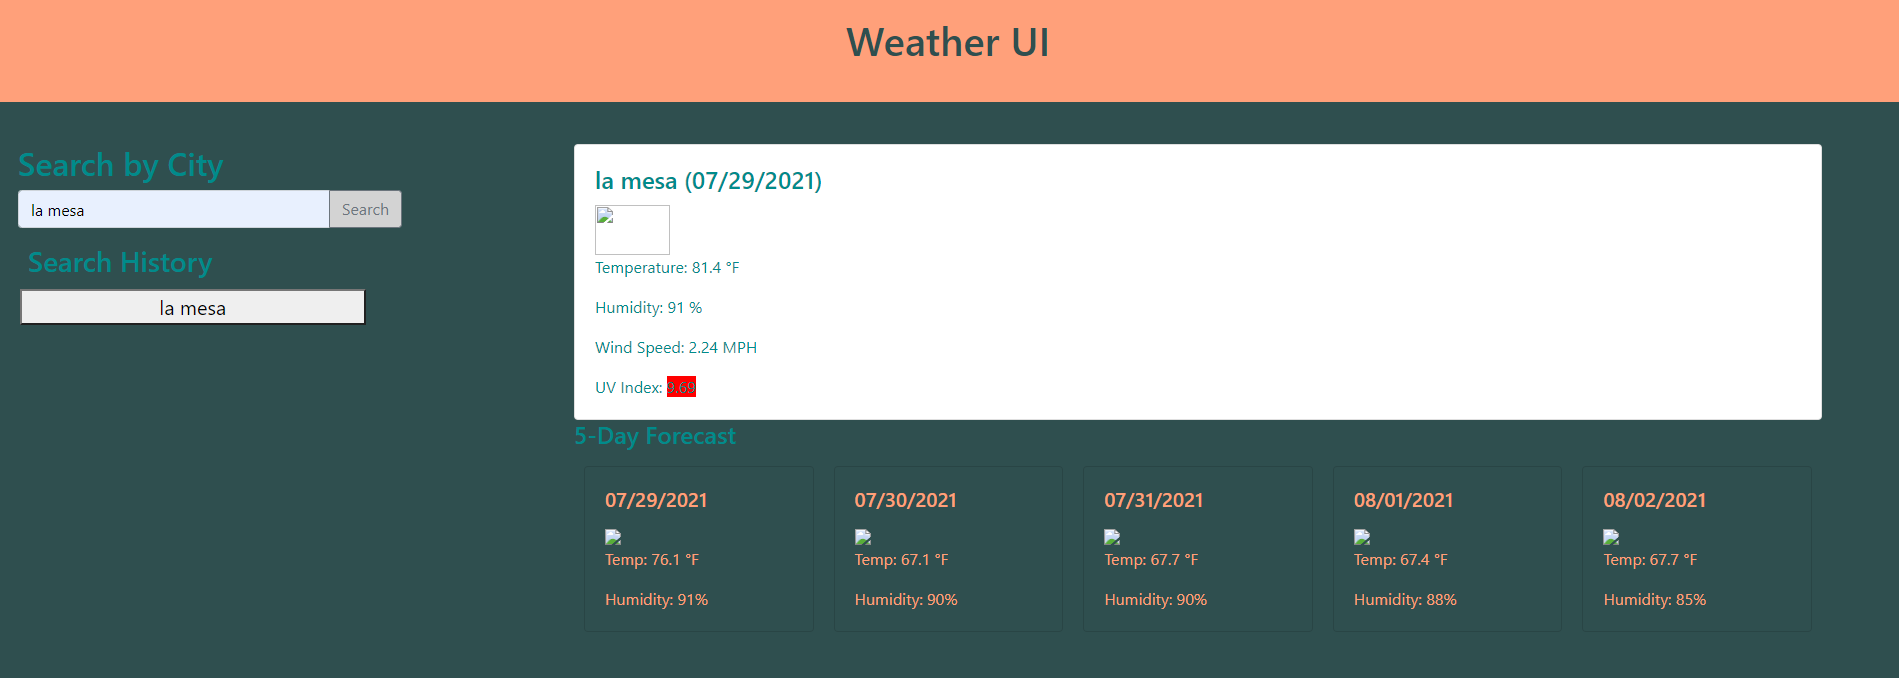 Weather UI
Search by City
la mesa
Search
Search History
la mesa
la mesa (07/29/2021)
Temperature: 81.4 °F
Humidity: 91 %
Wind Speed: 2.24 MPH
UV Index: 9.69
5-Day Forecast
07/29/2021
Temp: 76.1 °F
Humidity: 91%
07/30/2021
Temp: 67.1 °F
Humidity: 90%
07/31/2021
Temp: 67.7 °F
Humidity: 90%
08/01/2021
Temp: 67.4 °F
Humidity: 88%
08/02/2021
Temp: 67.7 °F
Humidity: 85%